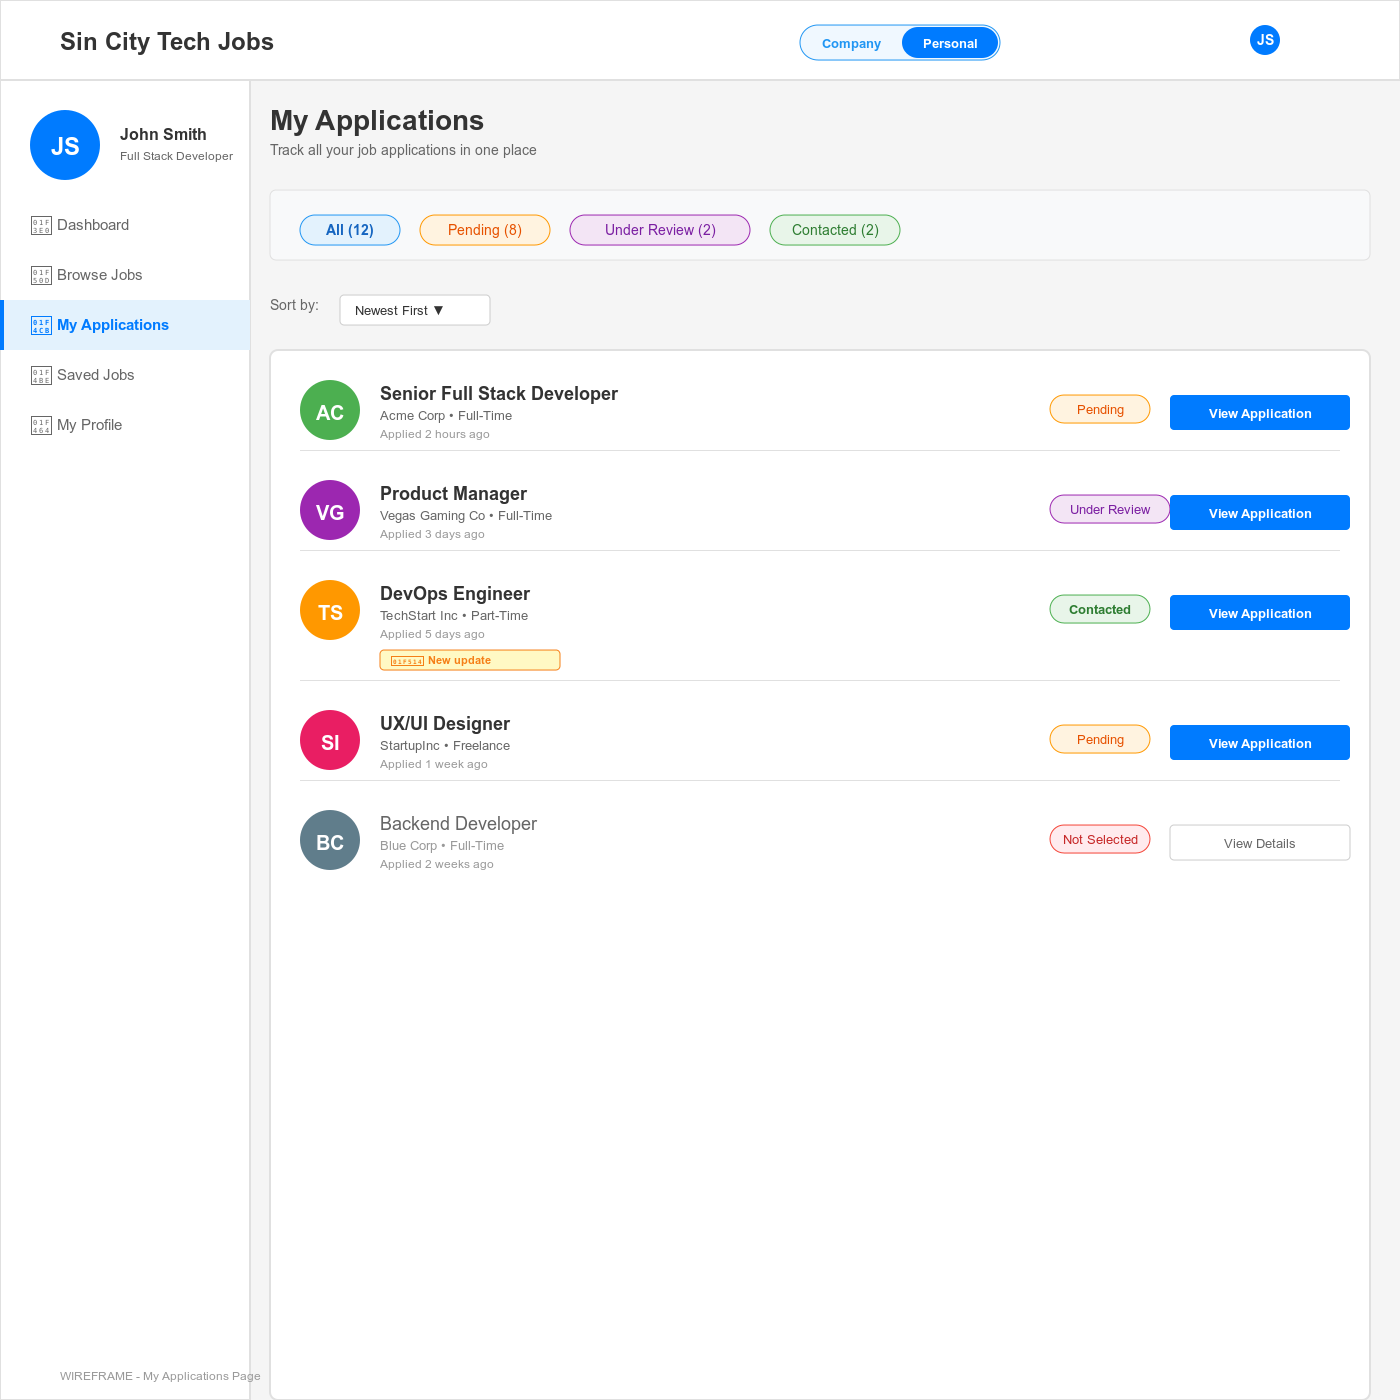 Sin City Tech Jobs
Company
Personal
JS
JS
John Smith
Full Stack Developer
01F3E0 Dashboard
01F50D Browse Jobs
01F4CB My Applications
01F4BE Saved Jobs
01F464 My Profile
My Applications
Track all your job applications in one place
All (12)
Pending (8)
Under Review (2)
Contacted (2)
Sort by:
Newest First ▼
AC
Senior Full Stack Developer
Acme Corp • Full-Time
Applied 2 hours ago
Pending
View Application
VG
Product Manager
Vegas Gaming Co • Full-Time
Applied 3 days ago
Under Review
View Application
TS
DevOps Engineer
TechStart Inc • Part-Time
Applied 5 days ago
01F514 New update
Contacted
View Application
SI
UX/UI Designer
StartupInc • Freelance
Applied 1 week ago
Pending
View Application
BC
Backend Developer
Blue Corp • Full-Time
Applied 2 weeks ago
Not Selected
View Details
WIREFRAME - My Applications Page